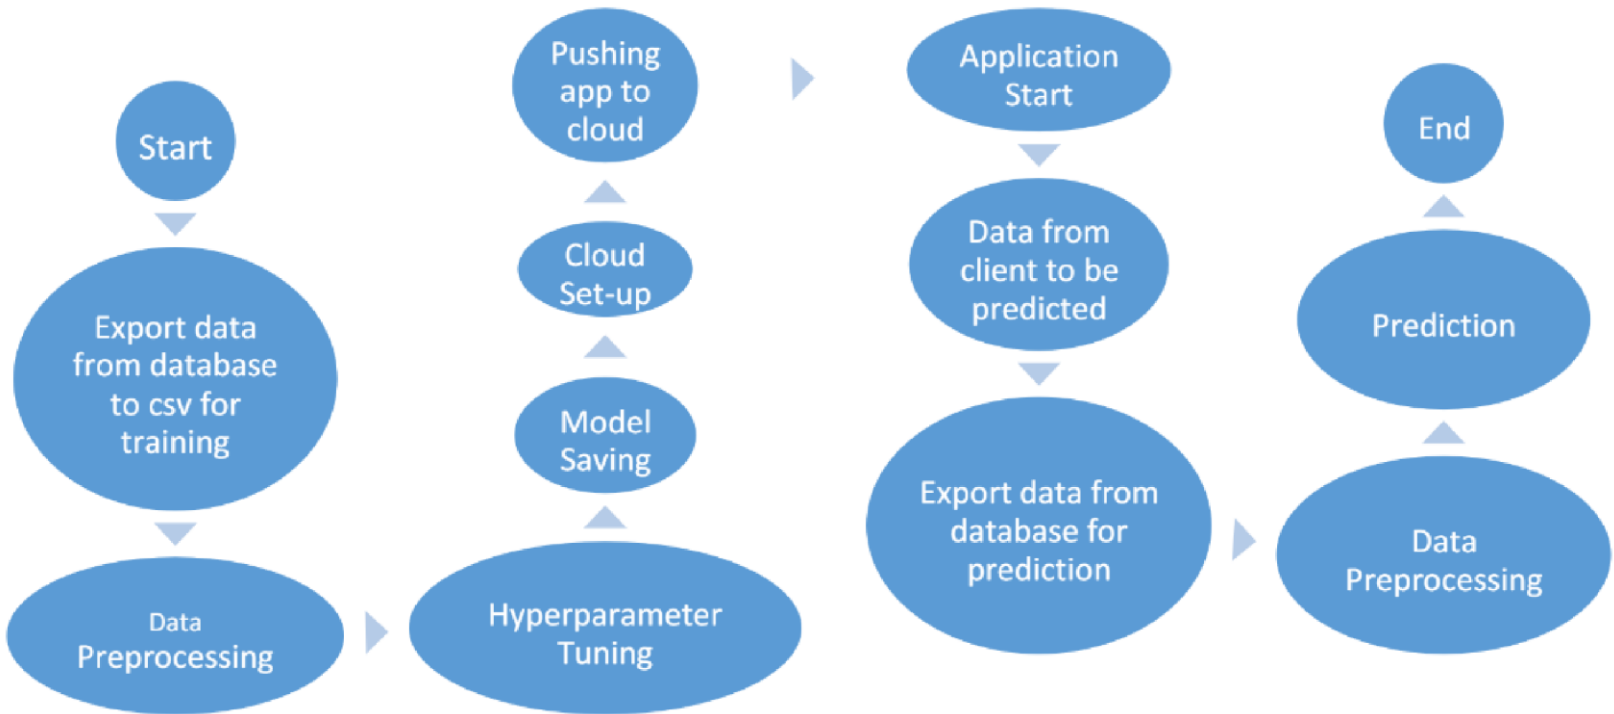 Start
Export data
from database
to csv for
training
Data
Preprocessing
Hyperparameter
Tuning
Model
Saving
Cloud
Set-up
Pushing
app to
cloud
Application
Start
Data from
client to be
predicted
Export data from
database for
prediction
Data
Preprocessing
Prediction
End